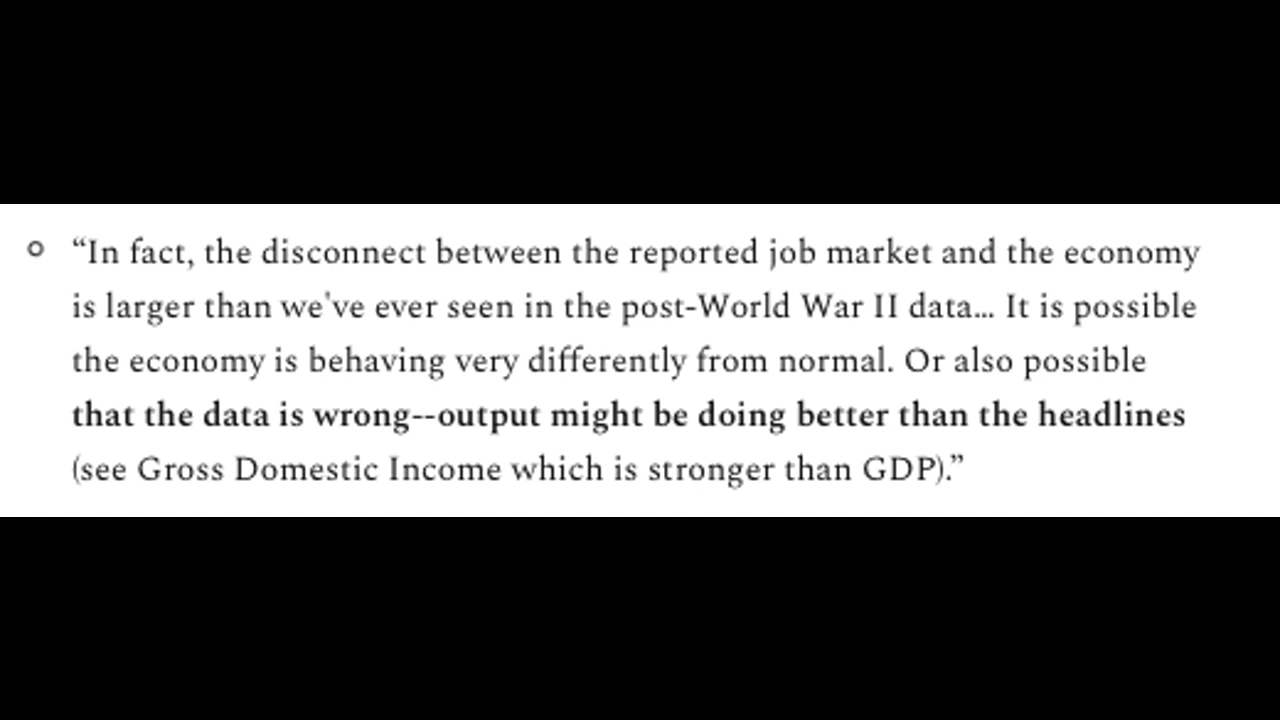 “In fact, the disconnect between the reported job market and the economy
is larger than we've ever seen in the post-World War II data... It is possible
the economy is behaving very differently from normal. Or also possible
that the data is wrong--output might be doing better than the headlines
(see Gross Domestic Income which is stronger than GDP).”